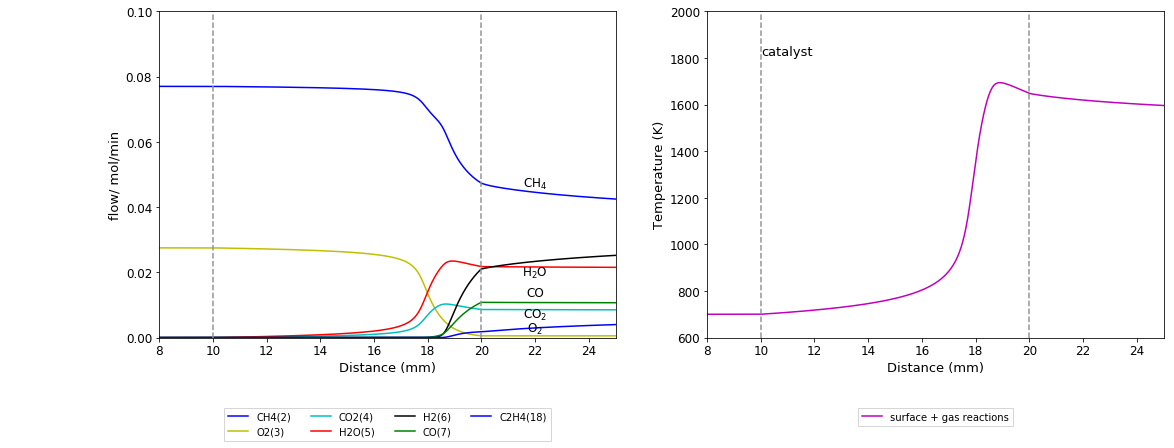 0.10
0.08
0.06
0.04
0.02
0.00
flow/ mol/min
CH₄
H₂O
CO
CO₂
O₂
8 10 12 14 16 18 20 22 24
Distance (mm)
CH4(2) CO2(4) H2(6) C2H4(18)
O2(3) H2O(5) CO(7)
2000
1800
1600
1400
1200
1000
800
600
Temperature (K)
catalyst
8 10 12 14 16 18 20 22 24
Distance (mm)
surface + gas reactions